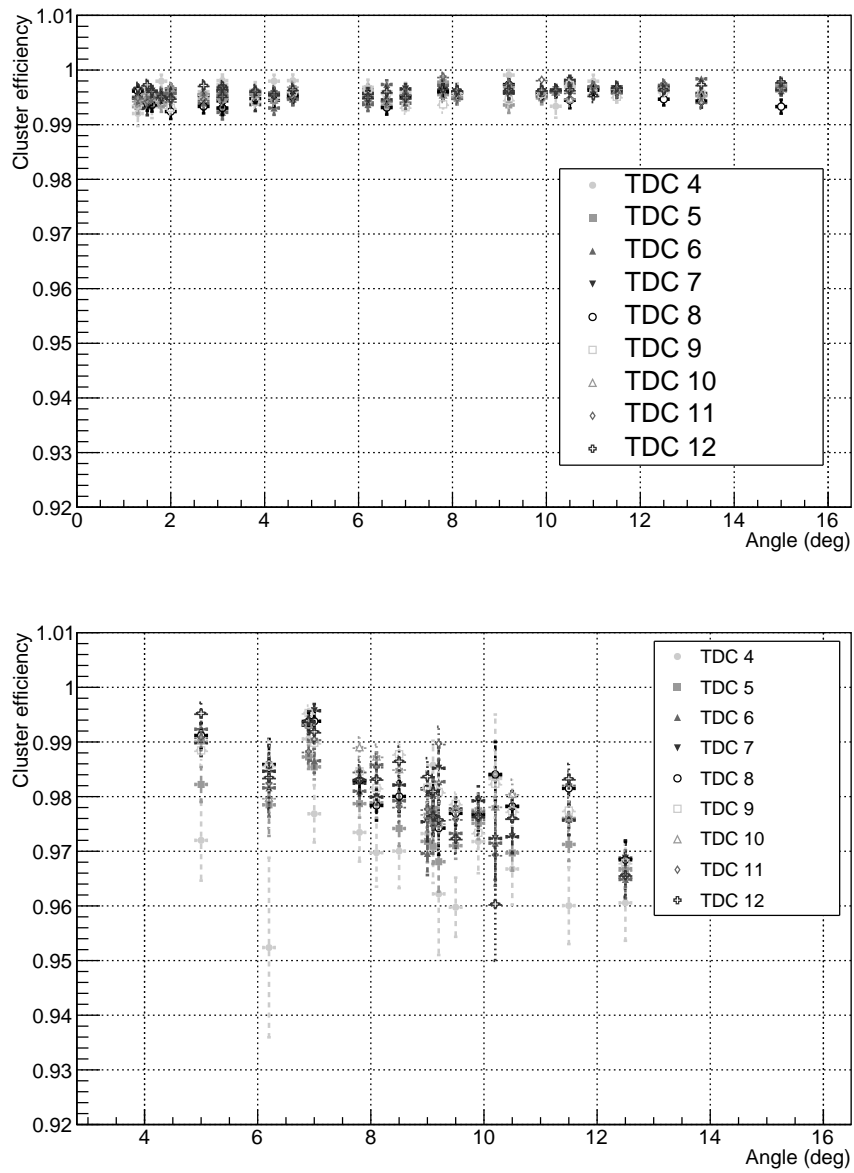 Cluster efficiency
1.01
1
0.99
0.98
0.97
0.96
0.95
0.94
0.93
0.92
TDC 4
TDC 5
TDC 6
TDC 7
TDC 8
TDC 9
TDC 10
TDC 11
TDC 12
0 2 4 6 8 10 12 14 16
Angle (deg)
Cluster efficiency
1.01
1
0.99
0.98
0.97
0.96
0.95
0.94
0.93
0.92
TDC 4
TDC 5
TDC 6
TDC 7
TDC 8
TDC 9
TDC 10
TDC 11
TDC 12
4 6 8 10 12 14 16
Angle (deg)